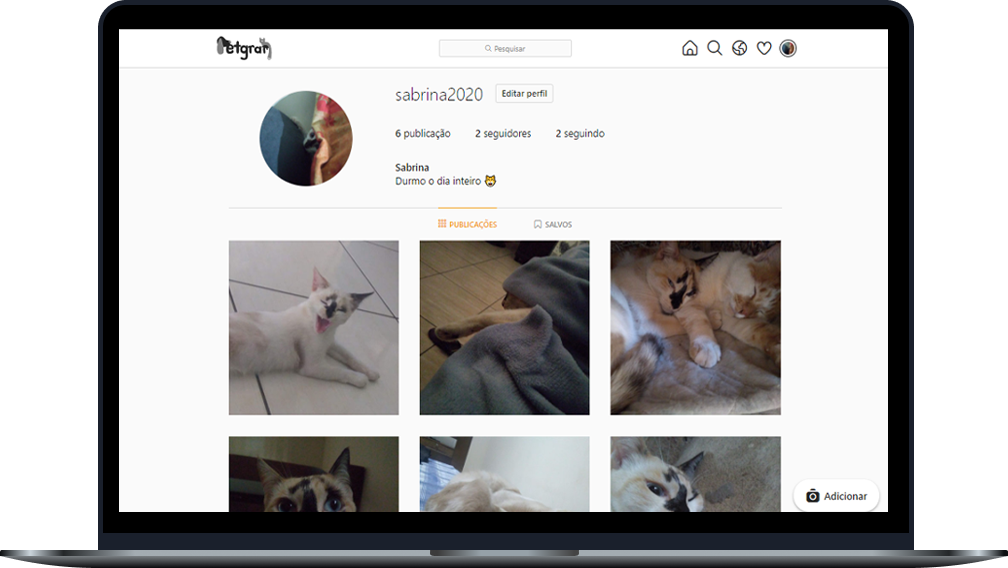 Petgram
Pesquisar
sabrina2020
Editar perfil
6 publicação 2 seguidores 2 seguindo
Sabrina
Durmo o dia inteiro 😸
PUBLICAÇÕES SALVOS
Adicionar